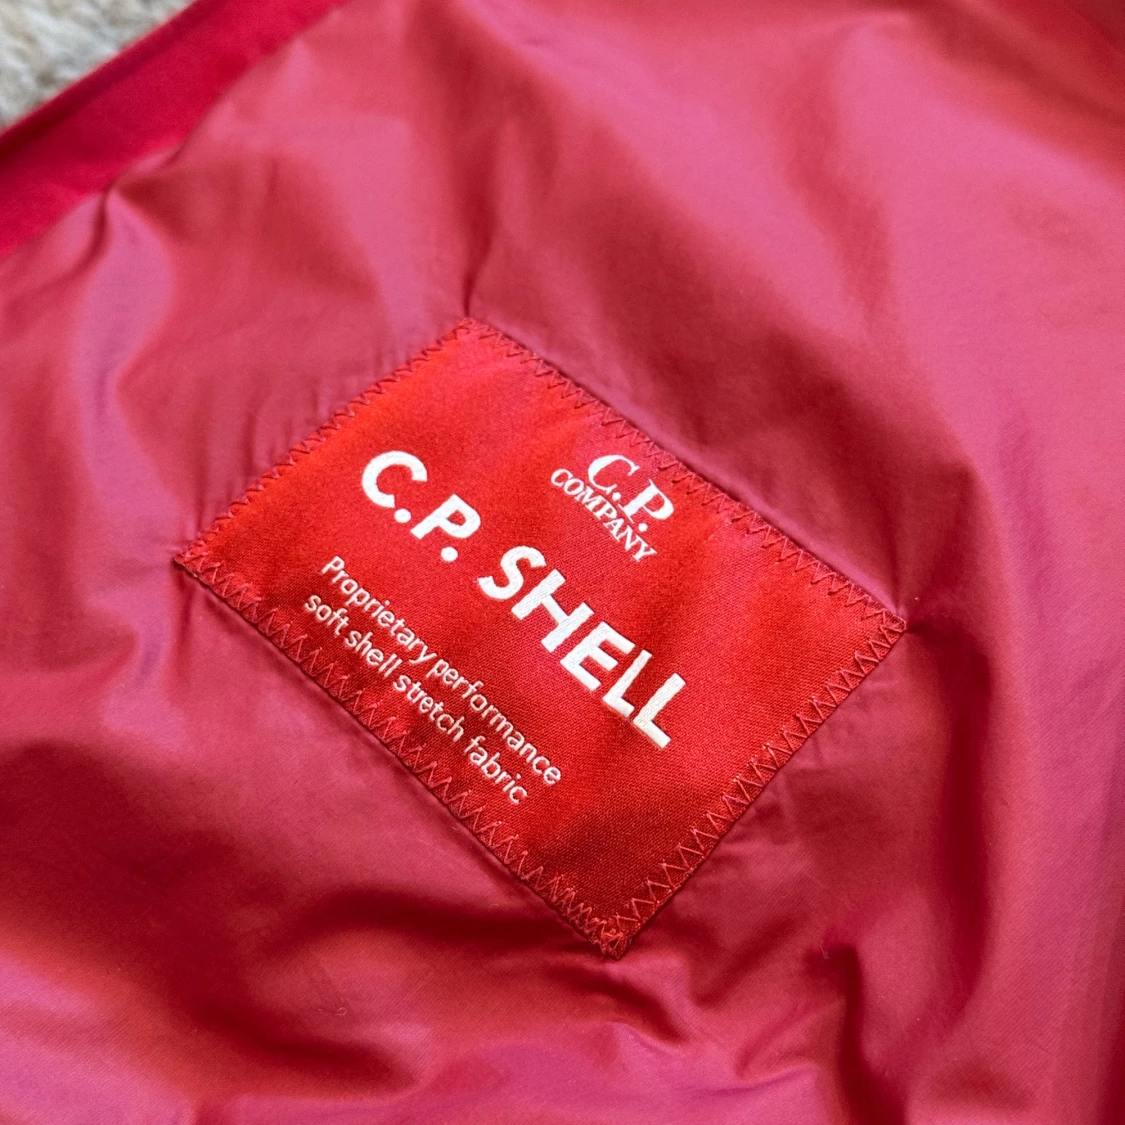 C.P.
COMPANY
C.P. SHELL
Proprietary performance
soft shell stretch fabric